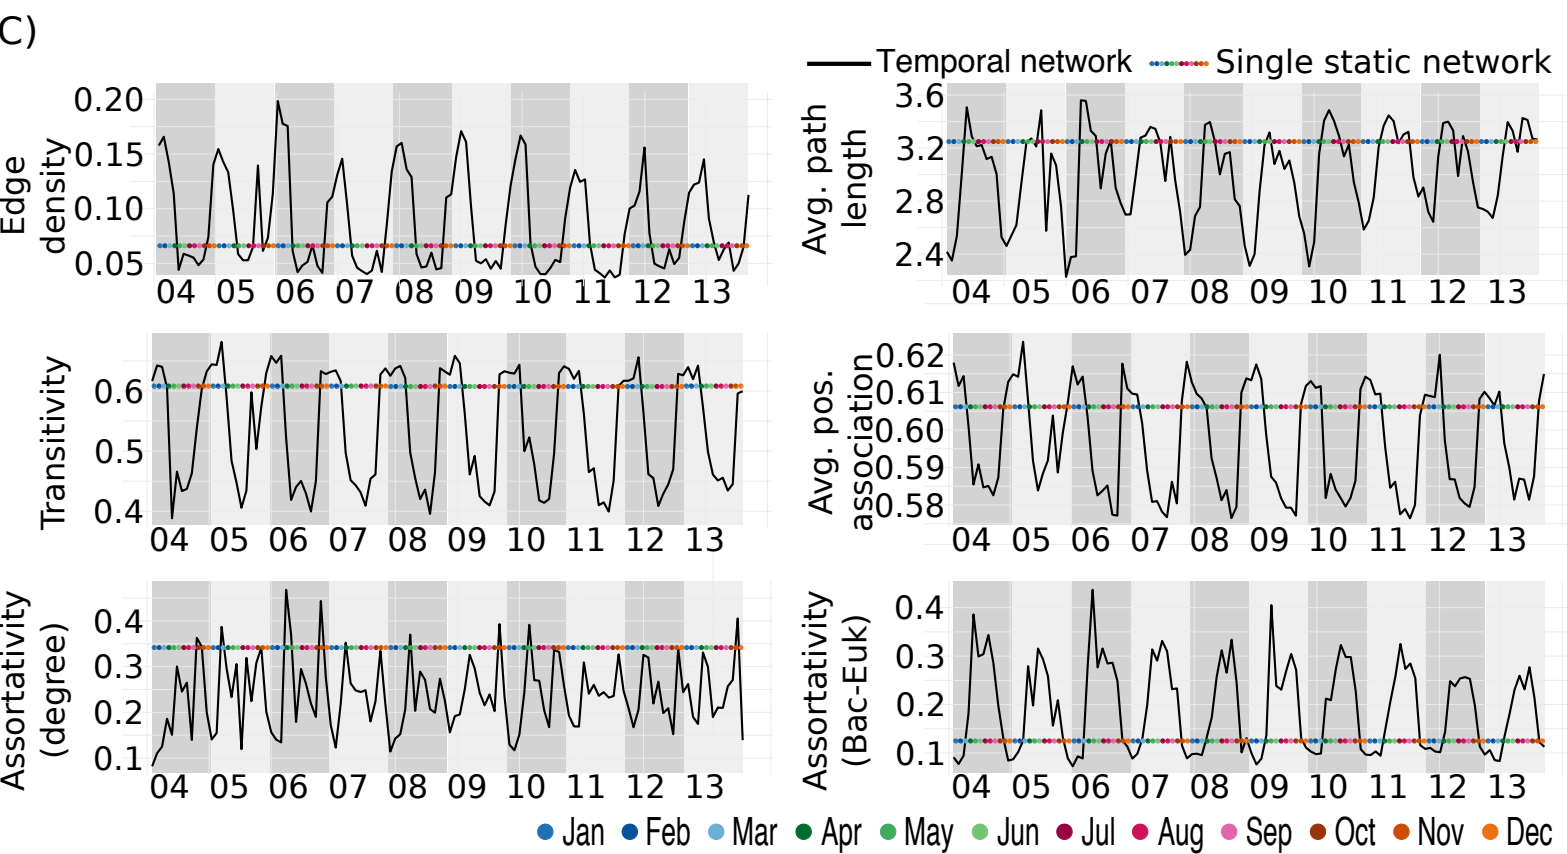 C)
Temporal network Single static network
Edge
density
0.20
0.15
0.10
0.05
04 05 06 07 08 09 10 11 12 13
Avg. path
length
3.6
3.2
2.8
2.4
04 05 06 07 08 09 10 11 12 13
Transitivity
0.6
0.5
0.4
04 05 06 07 08 09 10 11 12 13
Avg. pos.
association
0.62
0.61
0.60
0.59
0.58
04 05 06 07 08 09 10 11 12 13
Assortativity
(degree)
0.4
0.3
0.2
0.1
04 05 06 07 08 09 10 11 12 13
Assortativity
(Bac-Euk)
0.4
0.3
0.2
0.1
04 05 06 07 08 09 10 11 12 13
Jan Feb Mar Apr May Jun Jul Aug Sep Oct Nov Dec